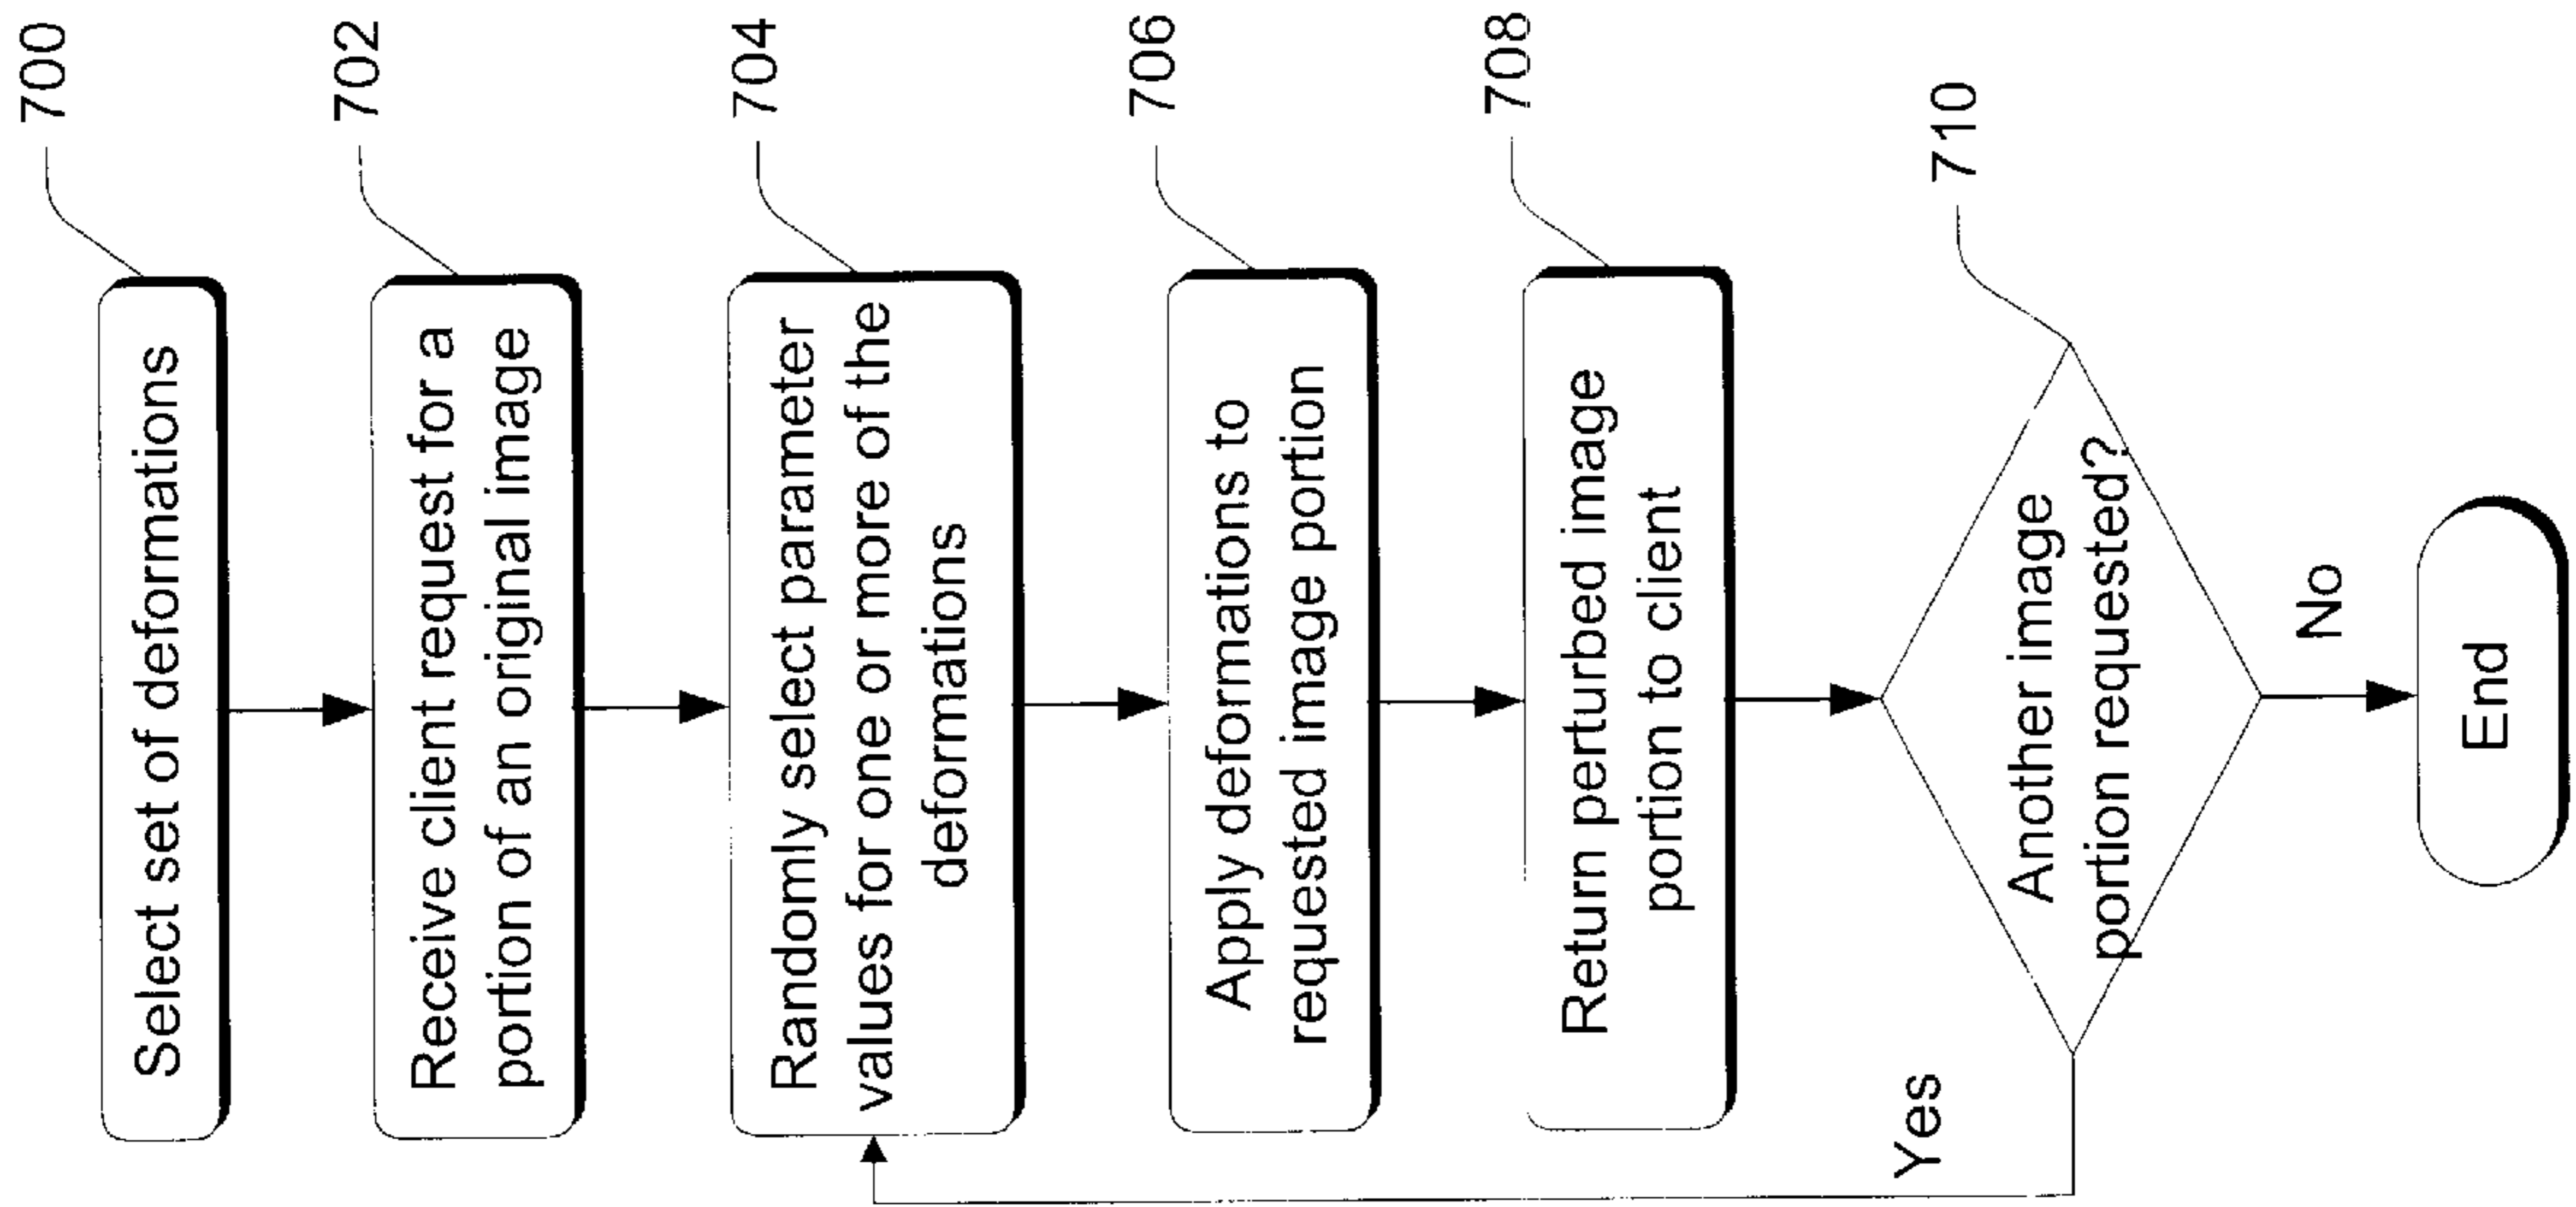 700
Select set of deformations
702
Receive client request for a
portion of an original image
704
Randomly select parameter
values for one or more of the
deformations
706
Apply deformations to
requested image portion
708
Return perturbed image
portion to client
710
Another image
portion requested?
Yes
No
End